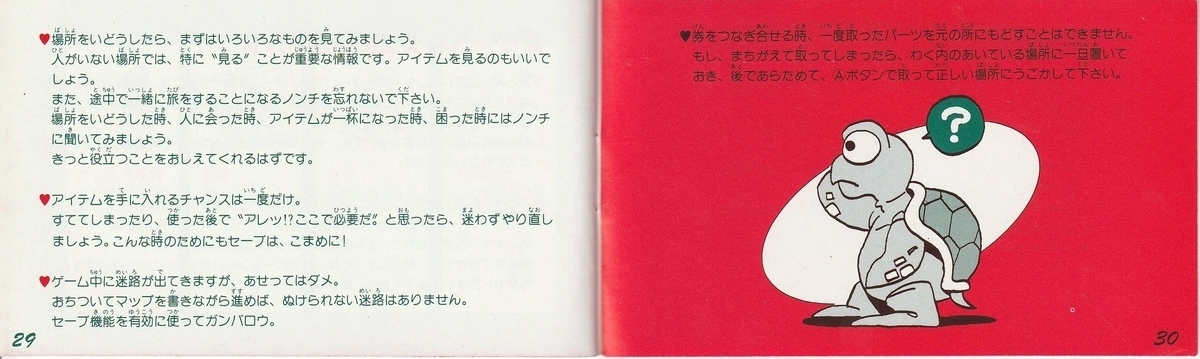 ♥場所をいどうしたら、まずはいろいろなものを見てみましょう。
人がいない場所では、特に〝見る〟ことが重要な情報です。アイテムを見るのもいいでしょう。
また、途中で一緒に旅をすることになるノンチを忘れないで下さい。
場所をいどうした時、人に会った時、アイテムが一杯になった時、困った時にはノンチに聞いてみましょう。
きっと役立つことをおしえてくれるはずです。
♥アイテムを手に入れるチャンスは一度だけ。
すててしまったり、使った後で〝アレッ!?ここで必要だ〟と思ったら、迷わずやり直しましょう。こんな時のためにもセーブは、こまめに!
♥ゲーム中に迷路が出てきますが、あせってはダメ。
おちついてマップを書きながら進めば、ぬけられない迷路はありません。
セーブ機能を有効に使ってガンバロウ。
29
♥券をつなぎ合せる時、一度取ったパーツを元の所にもどすことはできません。
もし、まちがえて取ってしまったら、わく内のあいている場所に一旦置いて
おき、後であらためて、Aボタンで取って正しい場所にうごかして下さい。
?
30